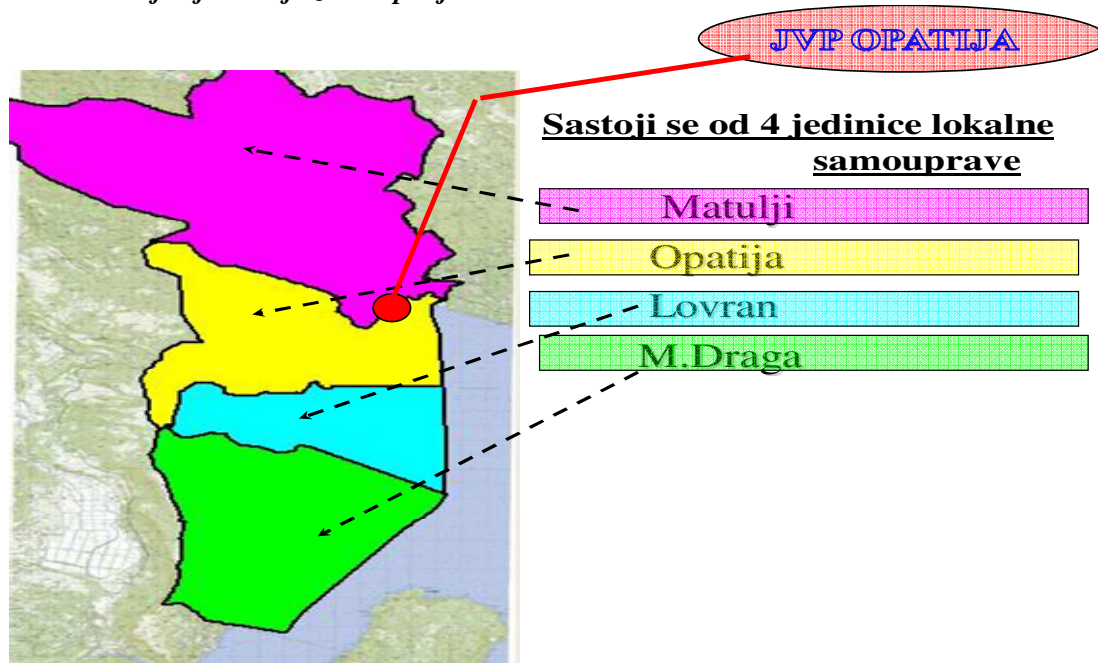 JVP OPATIJA
Sastoji se od 4 jedinice lokalne
samouprave
Matulji
Opatija
Lovran
M.Draga